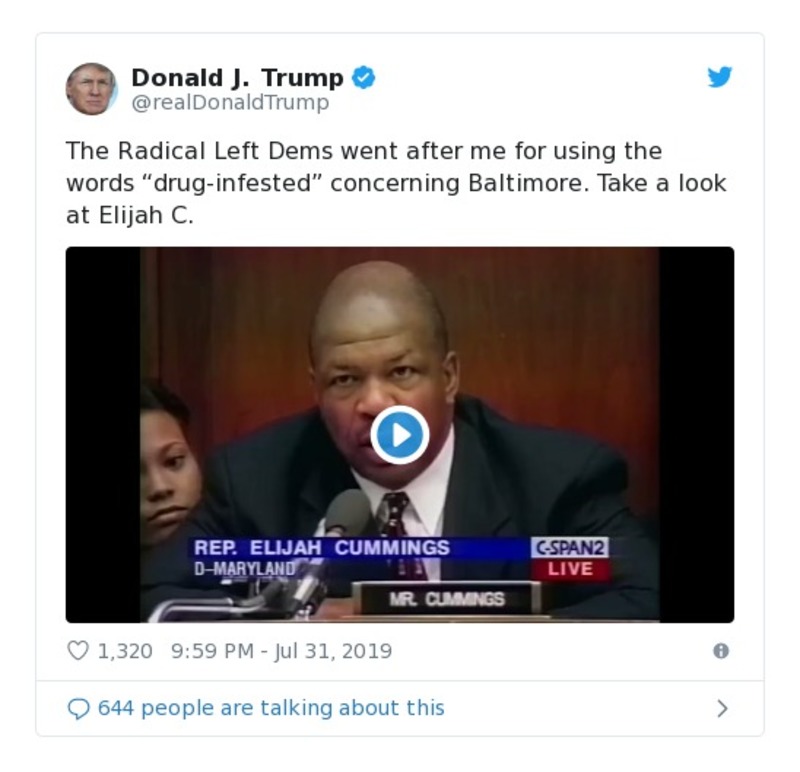 Donald J. Trump
@realDonaldTrump
The Radical Left Dems went after me for using the
words “drug-infested” concerning Baltimore. Take a look
at Elijah C.
REP. ELIJAH CUMMINGS
C-SPAN2
D-MARYLAND
LIVE
MR. CUMMINGS
1,320 9:59 PM - Jul 31, 2019
644 people are talking about this